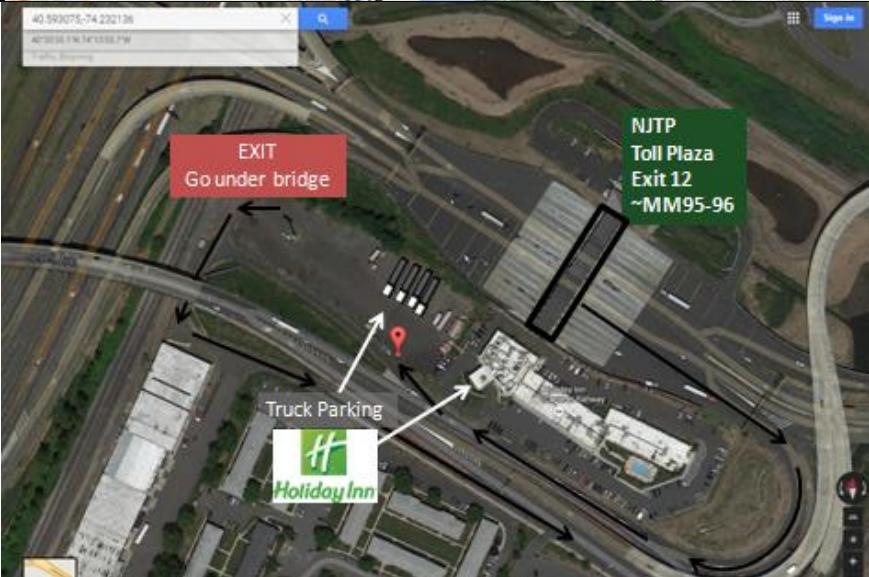 40.593075,-74.232136
Sign in
NJTP
Toll Plaza
Exit 12
~MM95-96
EXIT
Go under bridge
Truck Parking
H
Holiday Inn